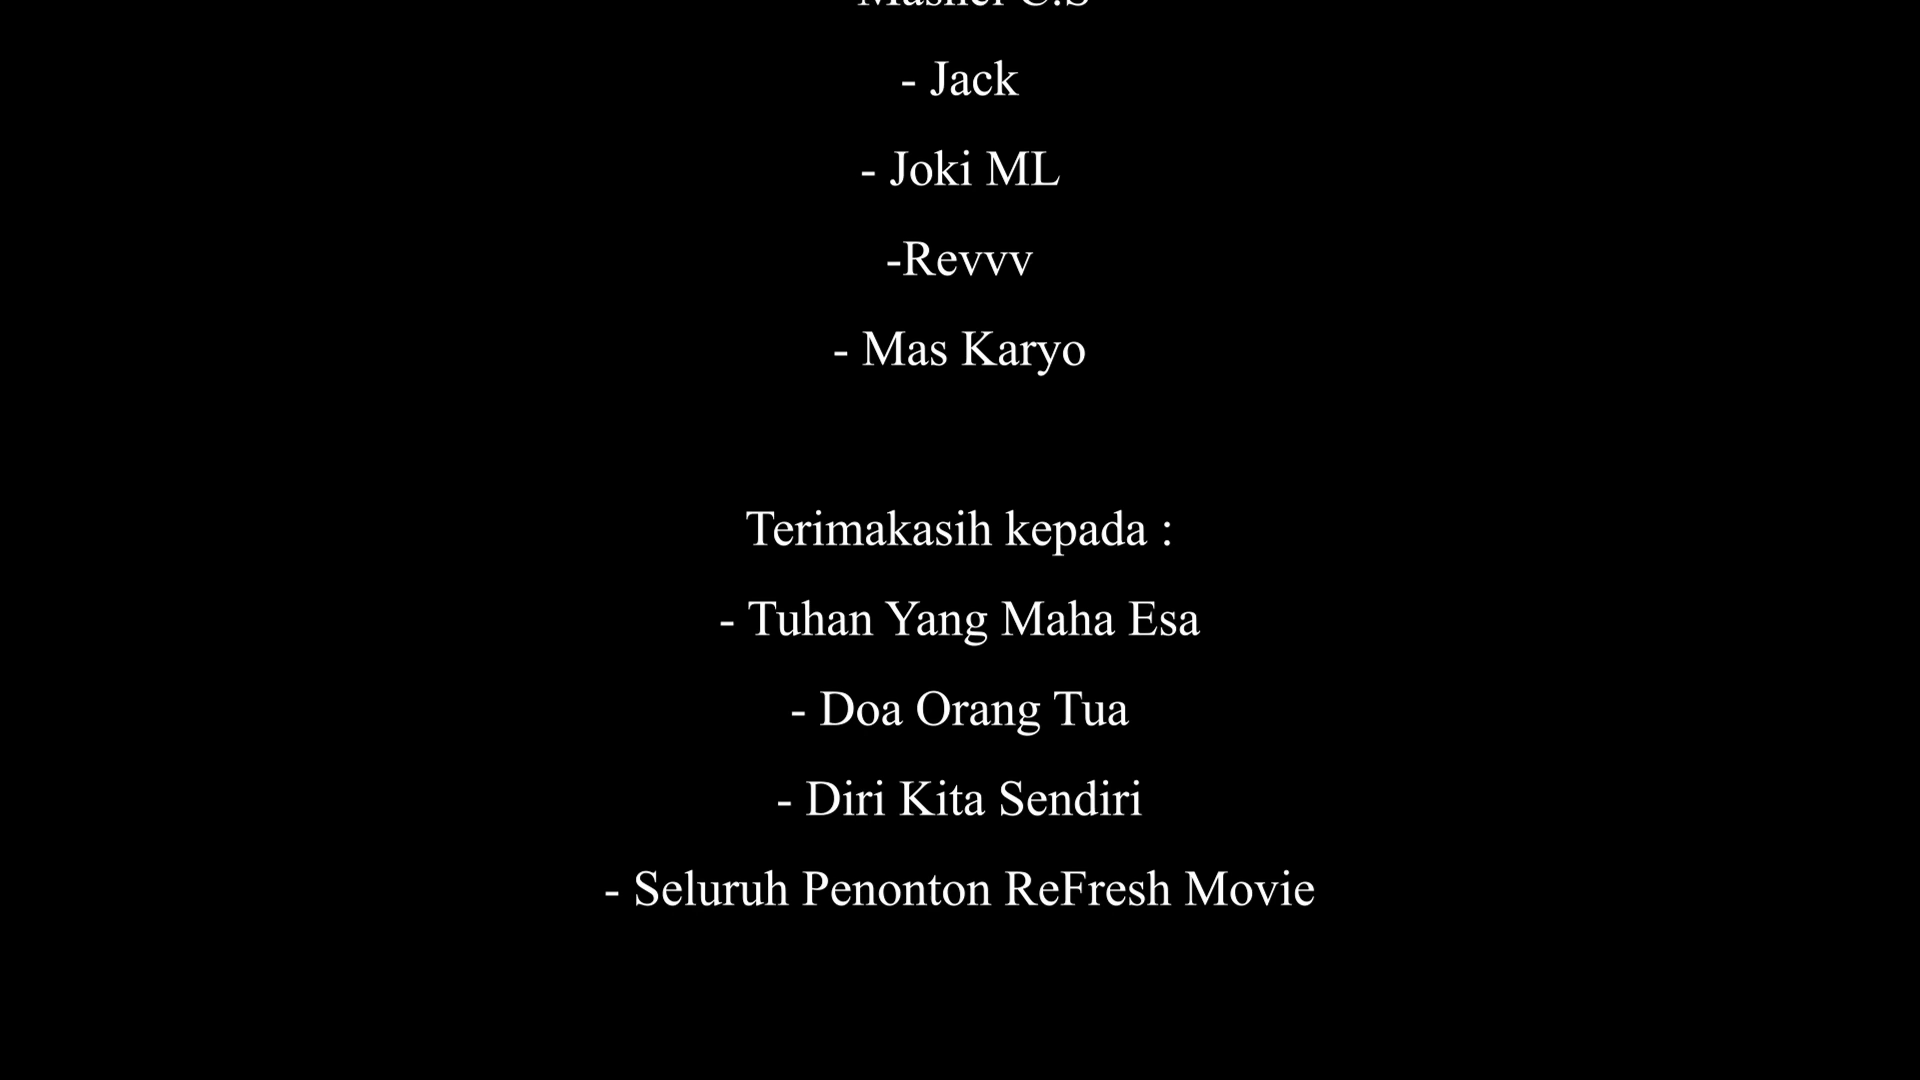 - Jack
- Joki ML
-Revvv
- Mas Karyo
Terimakasih kepada :
- Tuhan Yang Maha Esa
- Doa Orang Tua
- Diri Kita Sendiri
- Seluruh Penonton ReFresh Movie